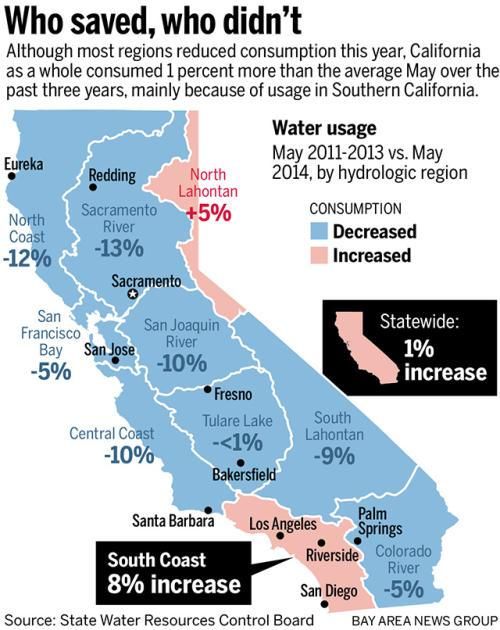 Who saved, who didn't
Although most regions reduced consumption this year, California
as a whole consumed 1 percent more than the average May over the
past three years, mainly because of usage in Southern California.
Water usage
May 2011-2013 vs. May
2014, by hydrologic region
CONSUMPTION
Decreased
Increased
Eureka
Redding
North
Lahontan
+5%
North
Coast
-12%
Sacramento
River
-13%
Sacramento
San
Francisco
Bay
-5%
San Jose
San Joaquin
River
-10%
Statewide:
1%
increase
Fresno
Tulare Lake
-<1%
Bakersfield
South
Lahontan
-9%
Central Coast
-10%
Santa Barbara
Los Angeles
Riverside
Palm
Springs
Colorado
River
-5%
South Coast
8% increase
San Diego
Source: State Water Resources Control Board
BAY AREA NEWS GROUP